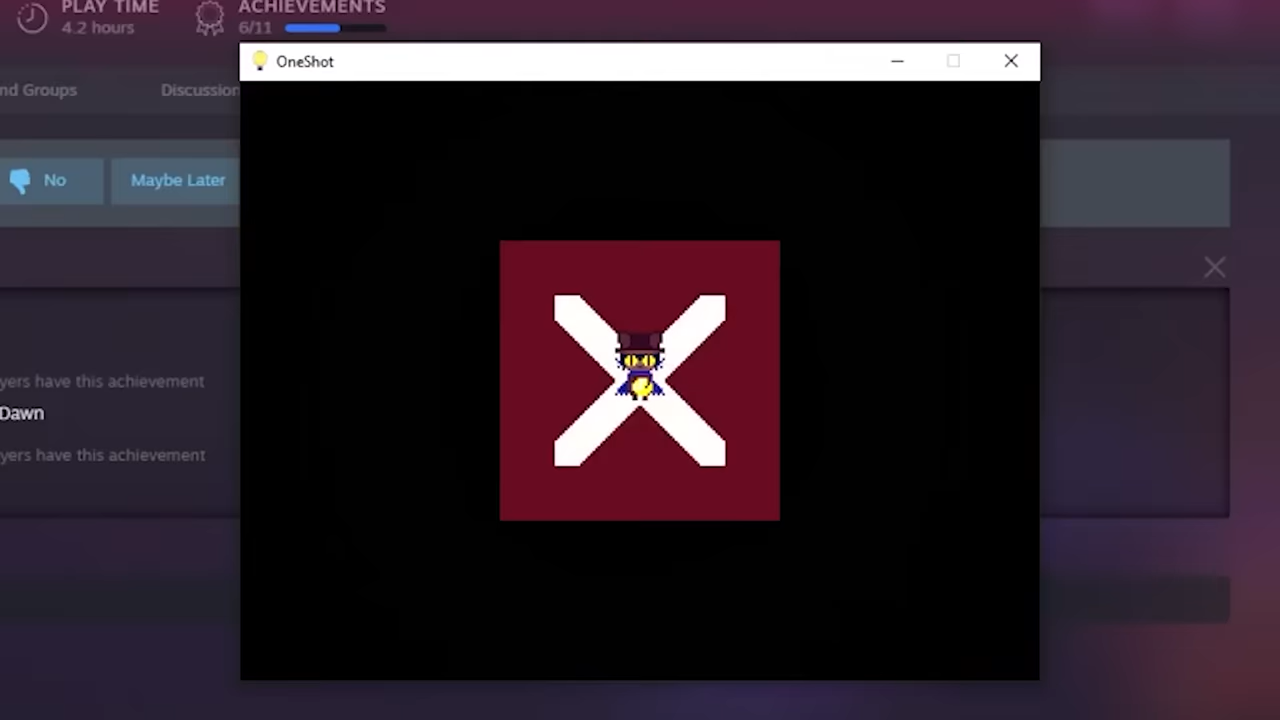 PLAY TIME
4.2 hours
ACHIEVEMENTS
6/11
OneShot
nd Groups
Discussion
No
Maybe Later
yers have this achievement
Dawn
yers have this achievement